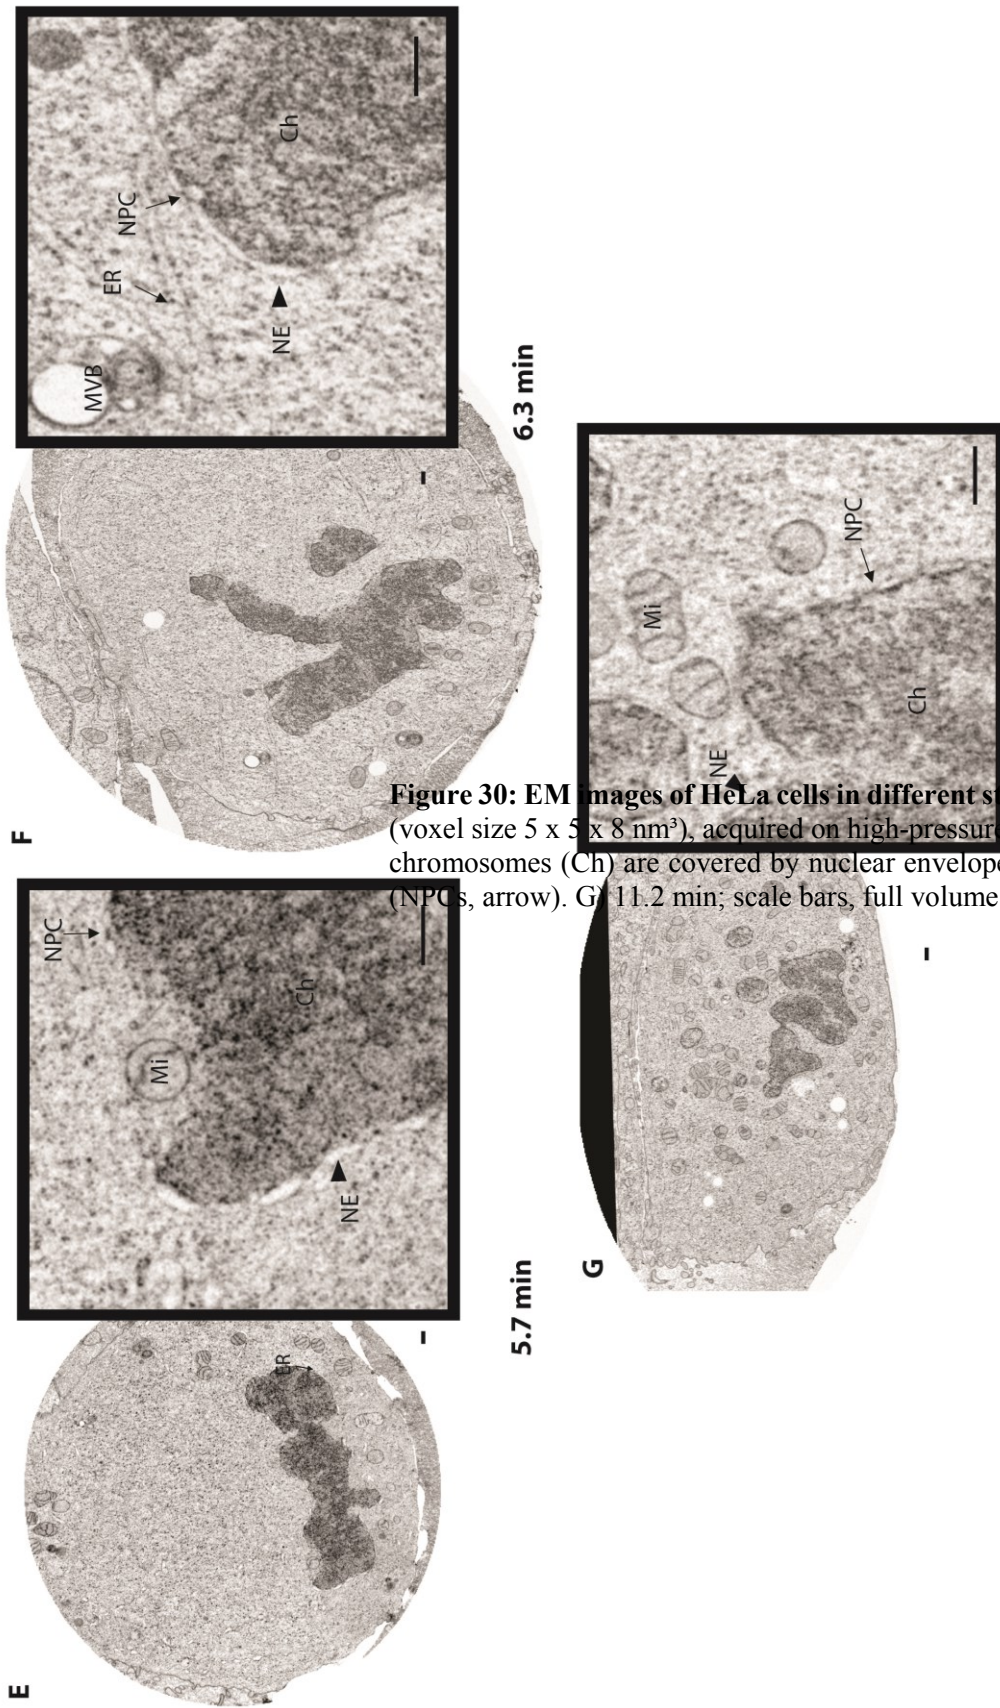 E
ER
5.7 min
NPC
Mi
Ch
NE
F
6.3 min
MVB
ER
NPC
NE
Ch
G
NE
Mi
NPC
Ch
Figure 30: EM images of HeLa cells in different st
(voxel size 5 x 5 x 8 nm³), acquired on high-pressure
chromosomes (Ch) are covered by nuclear envelope
(NPCs, arrow). G) 11.2 min; scale bars, full volume